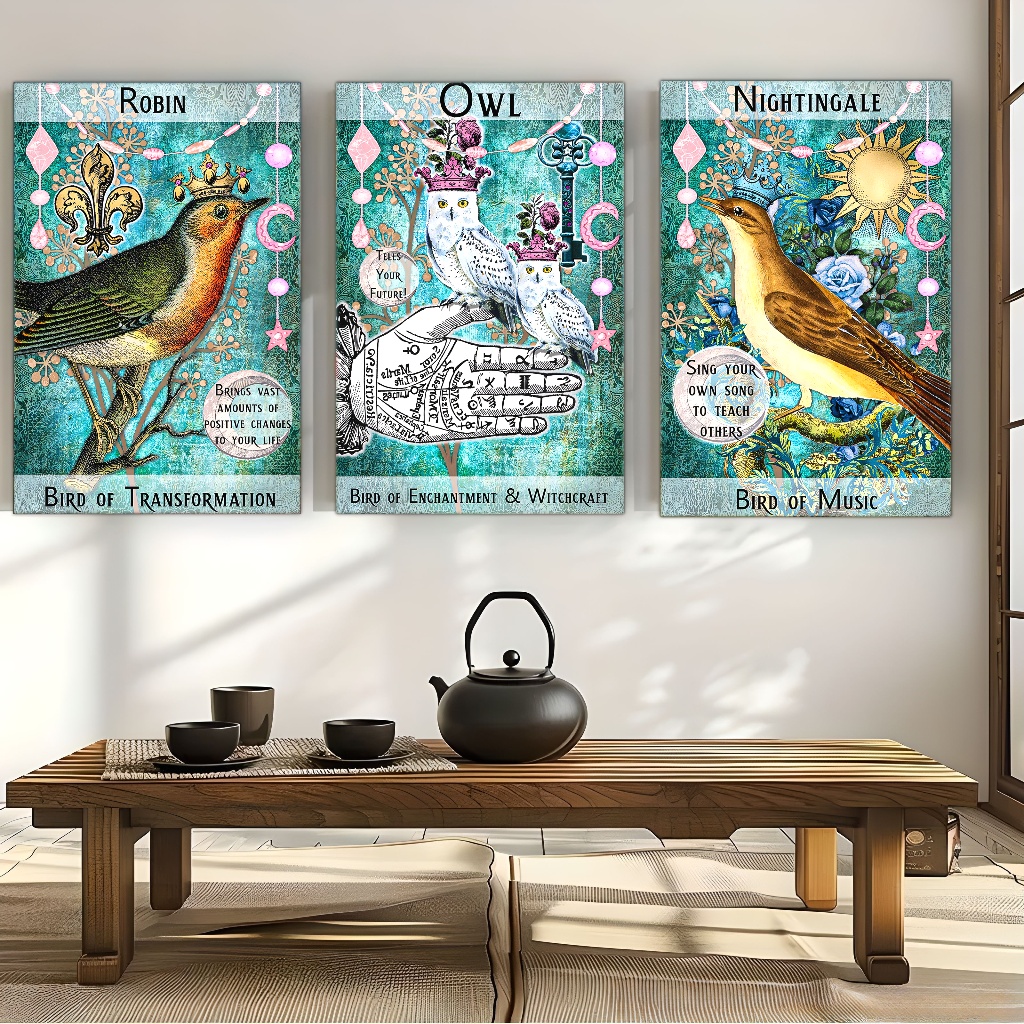 Robin
Brings vast
amounts of
positive changes
to your life
Bird of Transformation
Owl
Tells
Your
Future!
Bird of Enchantment & Witchcraft
Nightingale
Sing your
own song
to teach
others
Bird of Music